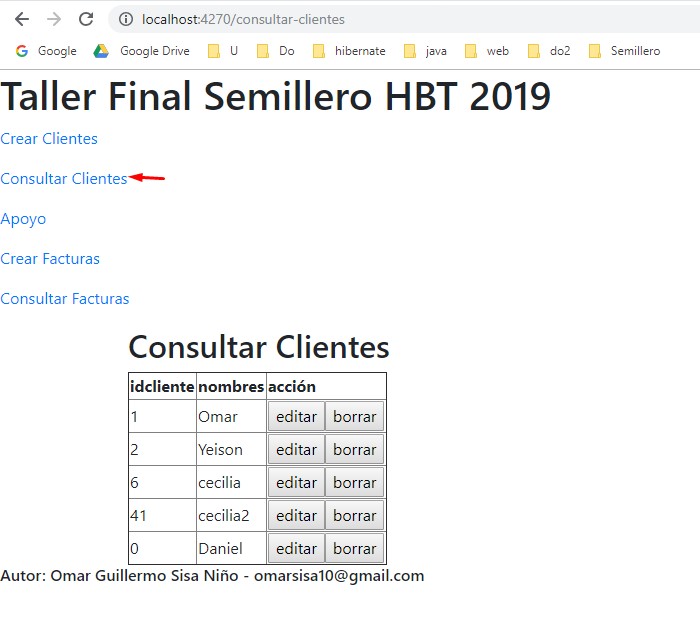 localhost:4270/consultar-clientes
Google Google Drive U Do hibernate java web do2 Semillero
Taller Final Semillero HBT 2019
Crear Clientes
Consultar Clientes
Apoyo
Crear Facturas
Consultar Facturas
Consultar Clientes
idcliente nombres acción
1 Omar editar borrar
2 Yeison editar borrar
6 cecilia editar borrar
41 cecilia2 editar borrar
0 Daniel editar borrar
Autor: Omar Guillermo Sisa Niño - omarsisa10@gmail.com